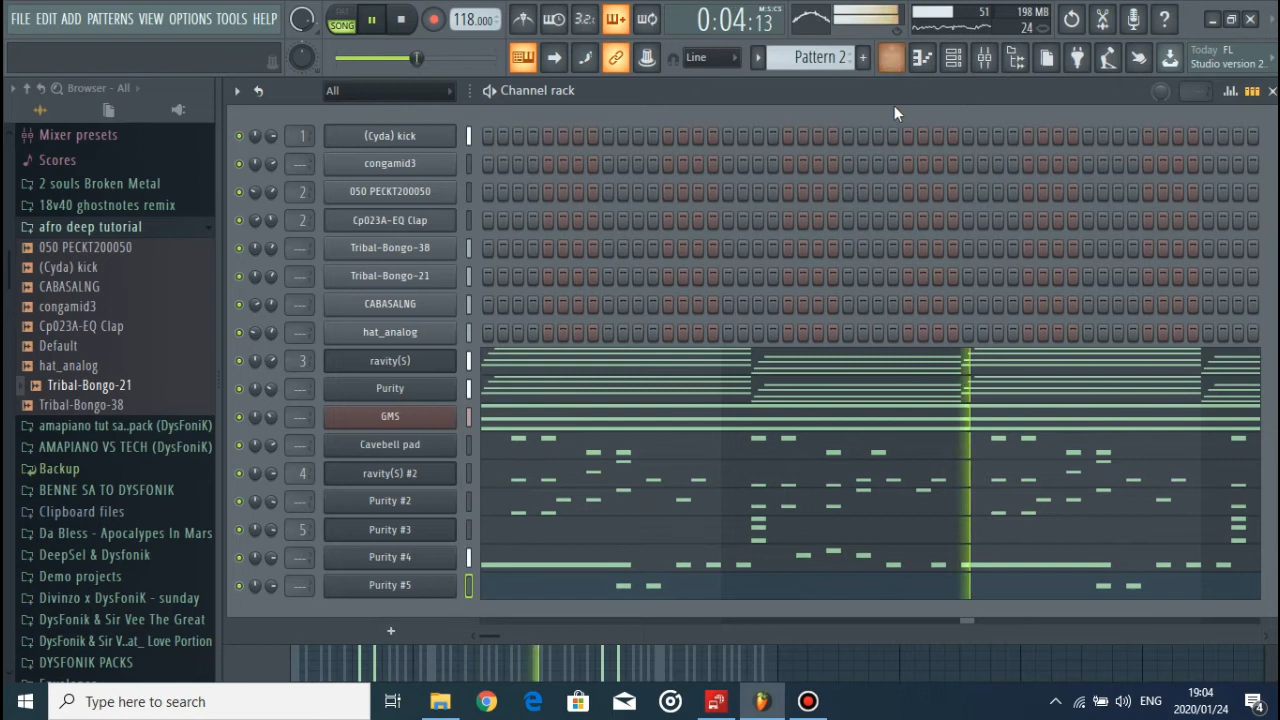 FILE EDIT ADD PATTERNS VIEW OPTIONS TOOLS HELP
PAT
SONG
118.000
3.2
0:04:13
M:S:CS
51
198 MB
24
Line
Pattern 2
Today FL
Studio version 2..
Browser - All
All
Channel rack
Mixer presets
Scores
2 souls Broken Metal
18v40 ghostnotes remix
afro deep tutorial
050 PECKT200050
(Cyda) kick
CABASALNG
congamid3
Cp023A-EQ Clap
Default
hat_analog
Tribal-Bongo-21
Tribal-Bongo-38
amapiano tut sa..pack (DysFoniK)
AMAPIANO VS TECH (DysFoniK)
Backup
BENNE SA TO DYSFONIK
Clipboard files
Da Bless - Apocalypes In Mars
DeepSel & Dysfonik
Demo projects
Divinzo x DysFoniK - sunday
DysFonik & Sir Vee The Great
DysFonik & Sir V..at_ Love Portion
DYSFONIK PACKS
1 (Cyda) kick
--- congamid3
2 050 PECKT200050
2 Cp023A-EQ Clap
--- Tribal-Bongo-38
--- Tribal-Bongo-21
--- CABASALNG
--- hat_analog
3 ravity(S)
--- Purity
--- GMS
--- Cavebell pad
4 ravity(S) #2
--- Purity #2
5 Purity #3
--- Purity #4
--- Purity #5
+
Type here to search
ENG
19:04
2020/01/24
4